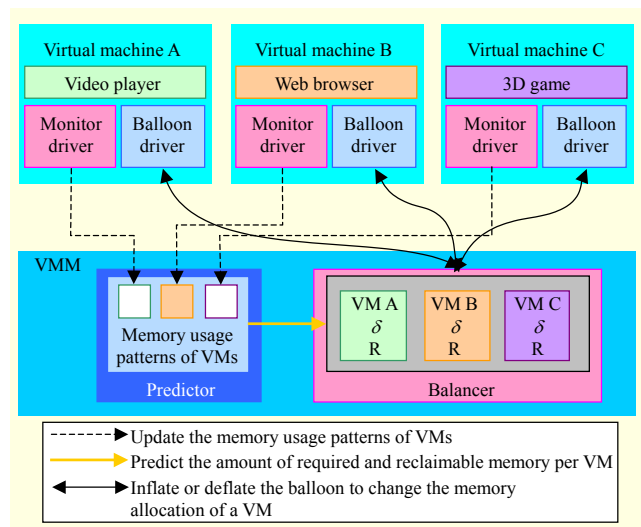 Virtual machine A
Video player
Monitor
driver
Balloon
driver
Virtual machine B
Web browser
Monitor
driver
Balloon
driver
Virtual machine C
3D game
Monitor
driver
Balloon
driver
VMM
Memory usage
patterns of VMs
Predictor
VM A
δ
R
VM B
δ
R
VM C
δ
R
Balancer
Update the memory usage patterns of VMs
Predict the amount of required and reclaimable memory per VM
Inflate or deflate the balloon to change the memory
allocation of a VM